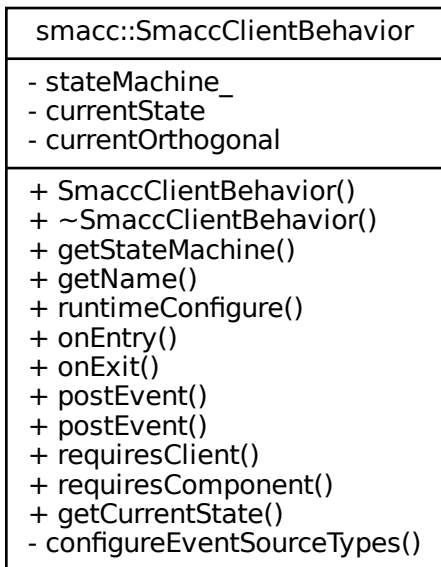 smacc::SmaccClientBehavior
- stateMachine_
- currentState
- currentOrthogonal
+ SmaccClientBehavior()
+ ~SmaccClientBehavior()
+ getStateMachine()
+ getName()
+ runtimeConfigure()
+ onEntry()
+ onExit()
+ postEvent()
+ postEvent()
+ requiresClient()
+ requiresComponent()
+ getCurrentState()
- configureEventSourceTypes()